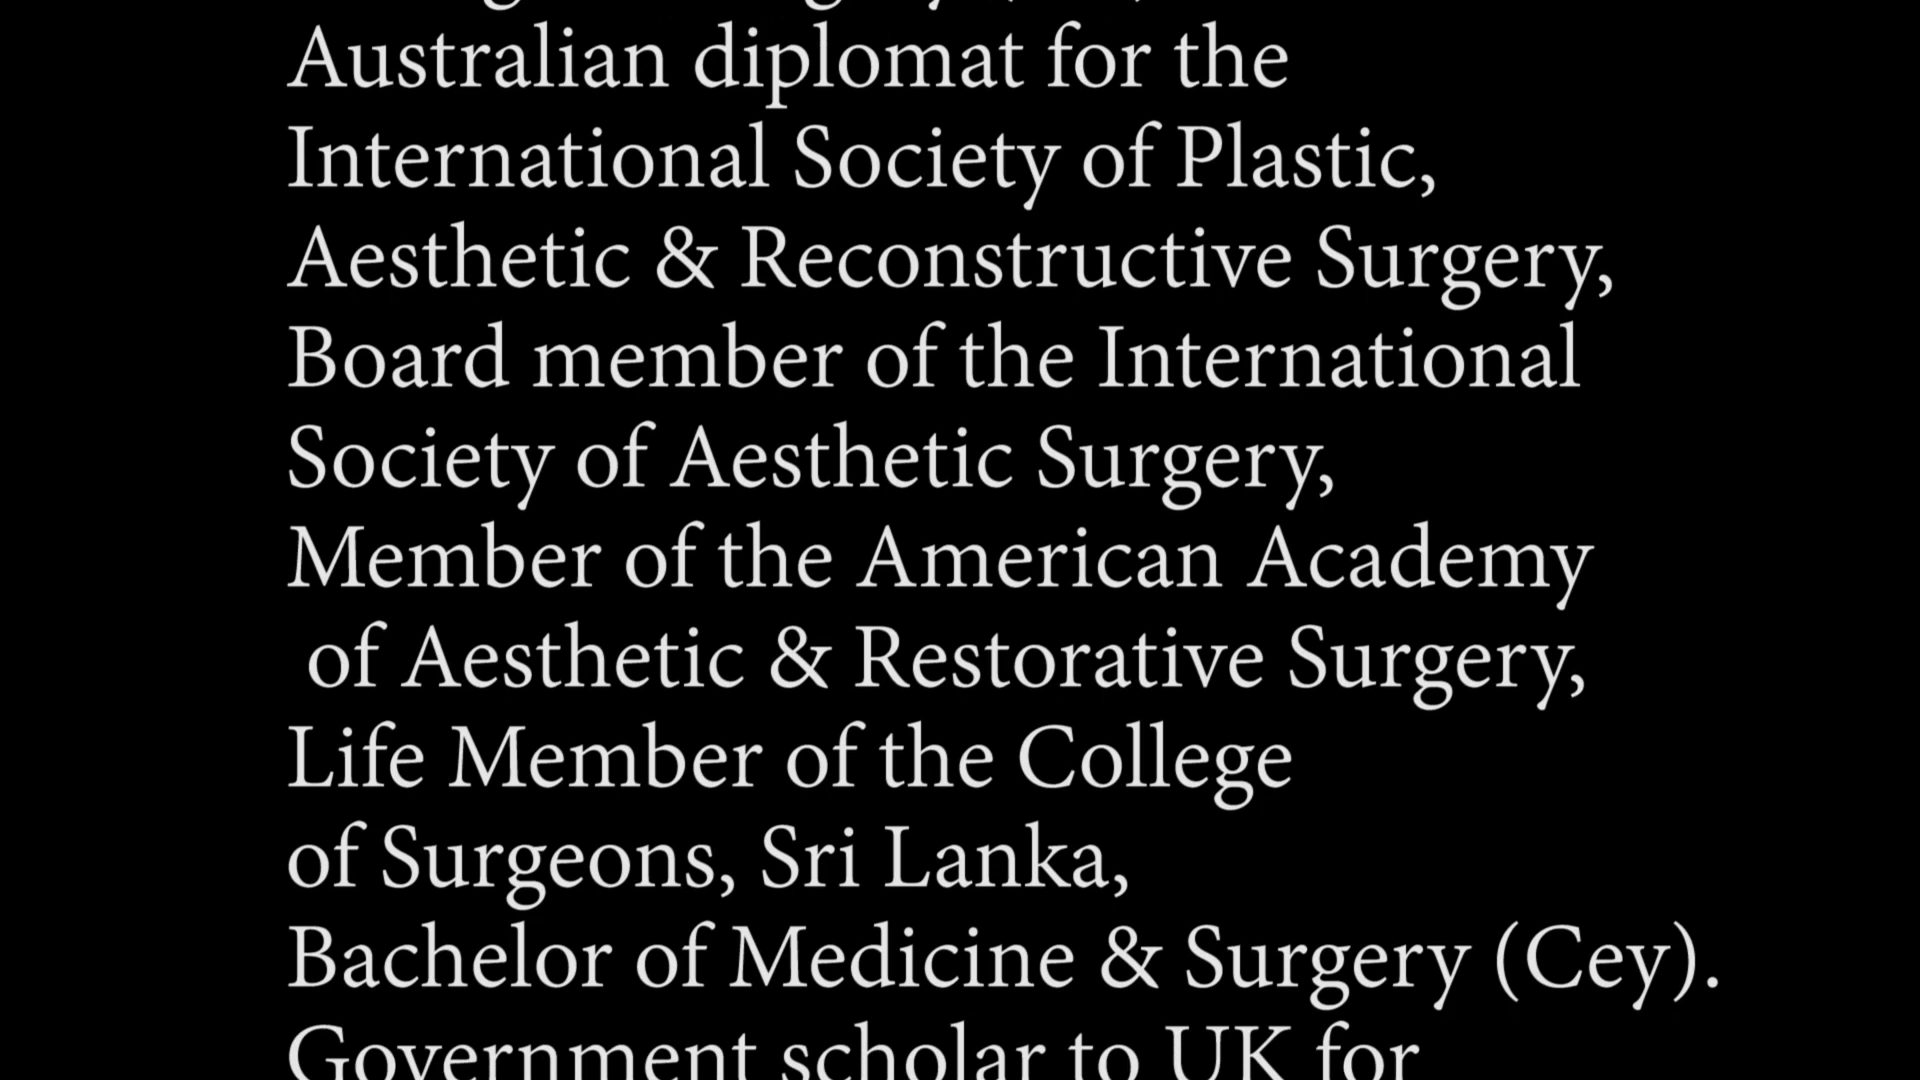 Australian diplomat for the
International Society of Plastic,
Aesthetic & Reconstructive Surgery,
Board member of the International
Society of Aesthetic Surgery,
Member of the American Academy
of Aesthetic & Restorative Surgery,
Life Member of the College
of Surgeons, Sri Lanka,
Bachelor of Medicine & Surgery (Cey).
Government scholar to UK for